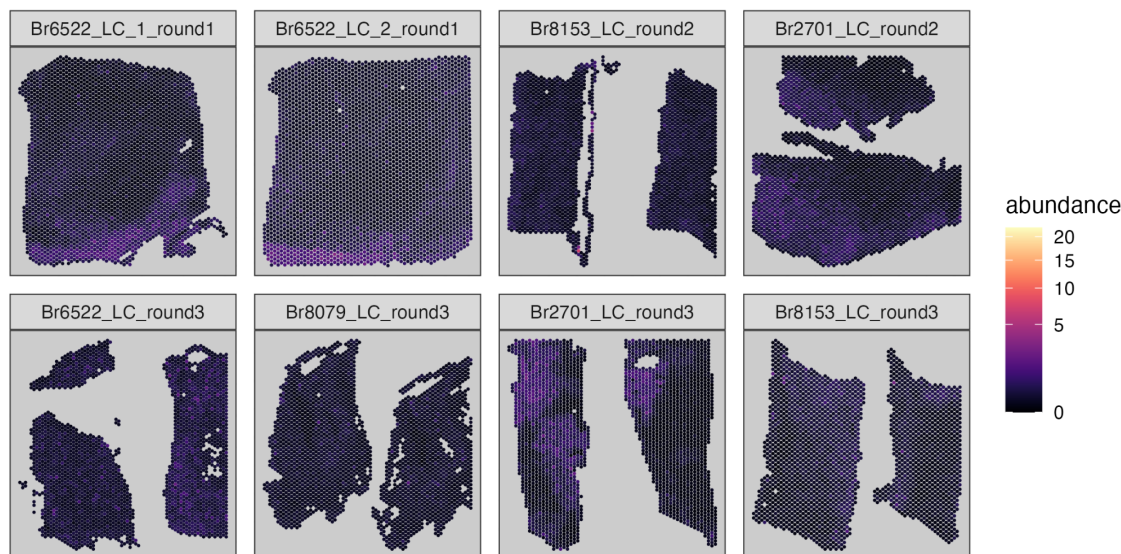 Br6522_LC_1_round1
Br6522_LC_2_round1
Br8153_LC_round2
Br2701_LC_round2
abundance
20
15
10
5
0
Br6522_LC_round3
Br8079_LC_round3
Br2701_LC_round3
Br8153_LC_round3